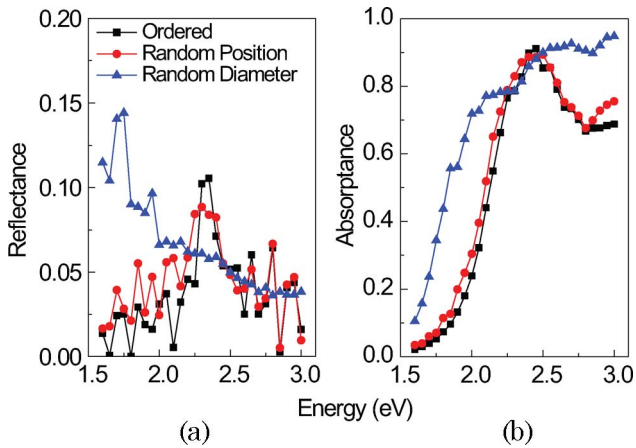 0.20
0.15
0.10
0.05
0.00
Reflectance
Ordered
Random Position
Random Diameter
1.5 2.0 2.5 3.0
1.0
0.8
0.6
0.4
0.2
0.0
Absorptance
1.5 2.0 2.5 3.0
Energy (eV)
(a) (b)